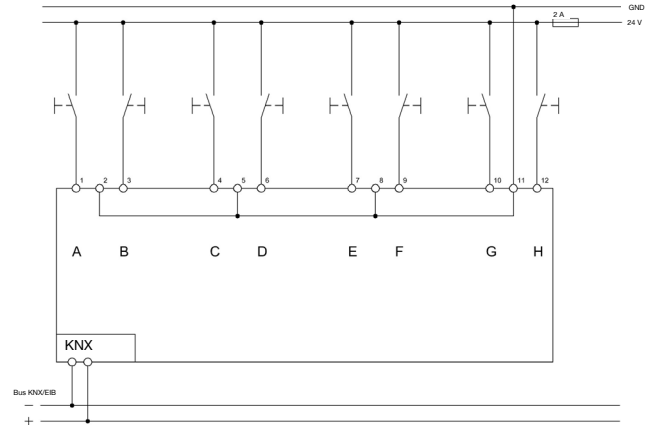 GND
2 A
24 V
1 2 3 4 5 6 7 8 9 10 11 12
A B C D E F G H
KNX
Bus KNX/EIB
−
+